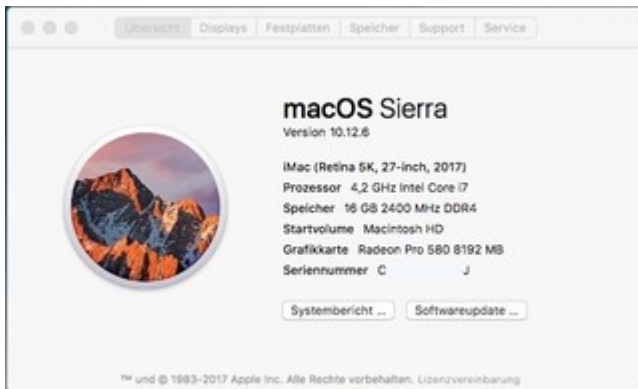 Übersicht Displays Festplatten Speicher Support Service
macOS Sierra
Version 10.12.6
iMac (Retina 5K, 27-inch, 2017)
Prozessor 4,2 GHz Intel Core i7
Speicher 16 GB 2400 MHz DDR4
Startvolume Macintosh HD
Grafikkarte Radeon Pro 580 8192 MB
Seriennummer C J
Systembericht ... Softwareupdate ...
™ und © 1983-2017 Apple Inc. Alle Rechte vorbehalten. Lizenzvereinbarung